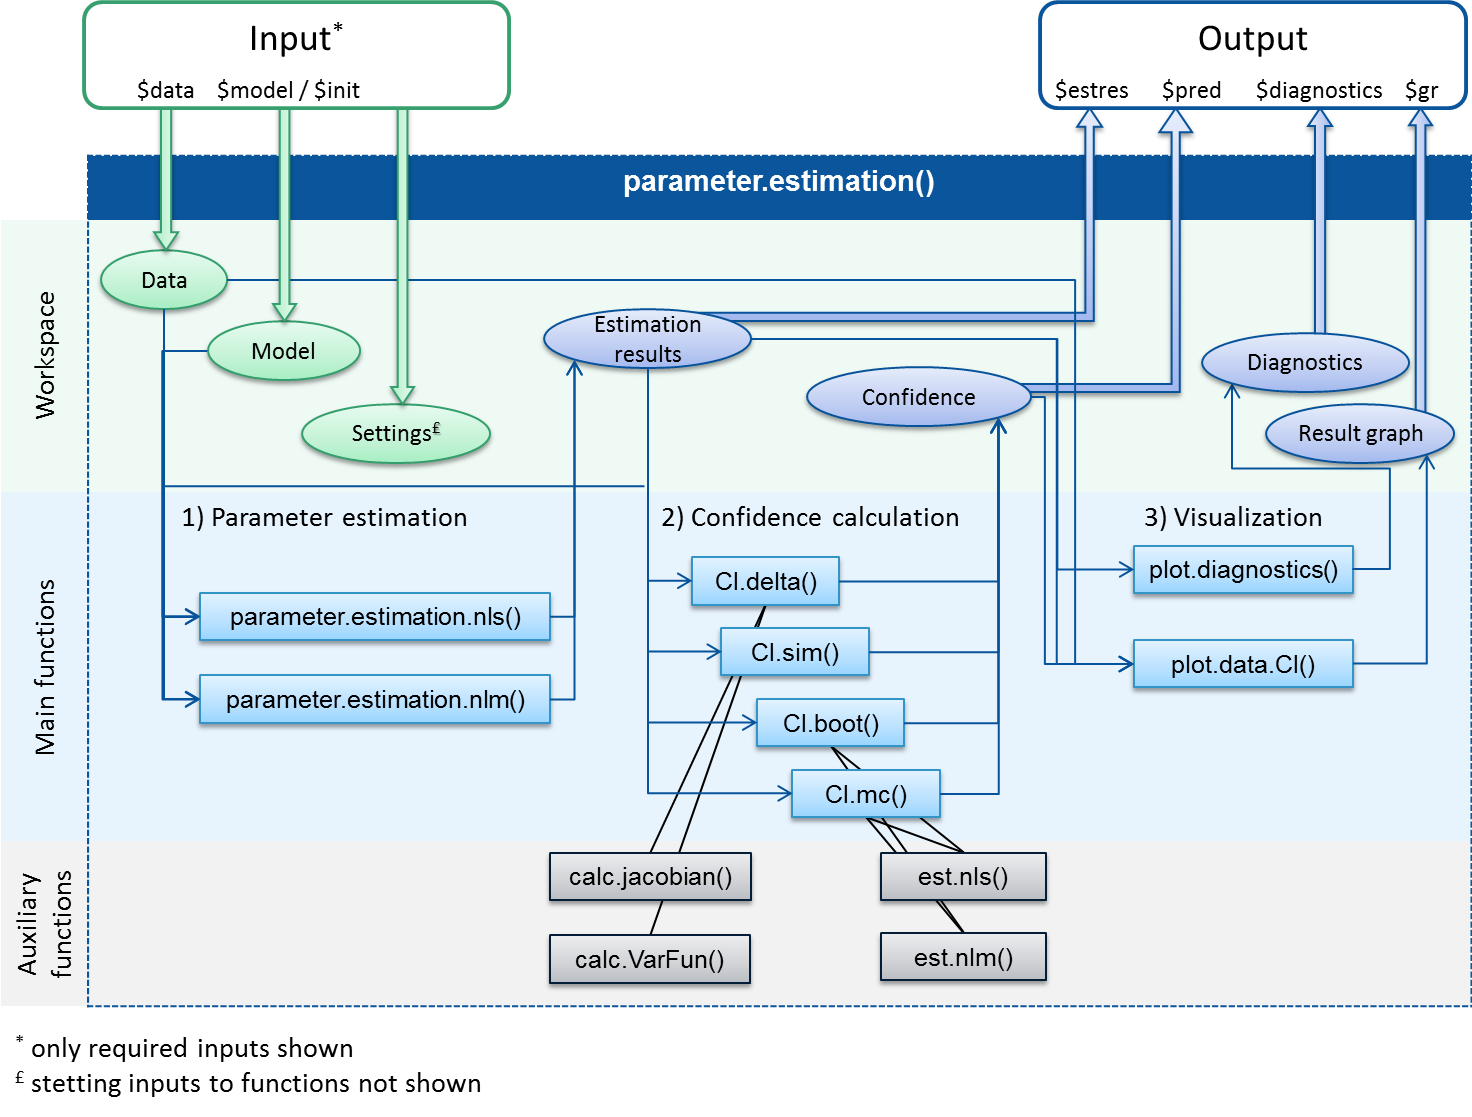 Input*
$data $model / $init
Output
$estres $pred $diagnostics $gr
parameter.estimation()
Workspace
Data
Model
Settings£
Estimation
results
Confidence
Diagnostics
Result graph
Main functions
1) Parameter estimation
parameter.estimation.nls()
parameter.estimation.nlm()
2) Confidence calculation
CI.delta()
CI.sim()
CI.boot()
CI.mc()
3) Visualization
plot.diagnostics()
plot.data.CI()
Auxiliary
functions
calc.jacobian()
calc.VarFun()
est.nls()
est.nlm()
* only required inputs shown
£ stetting inputs to functions not shown